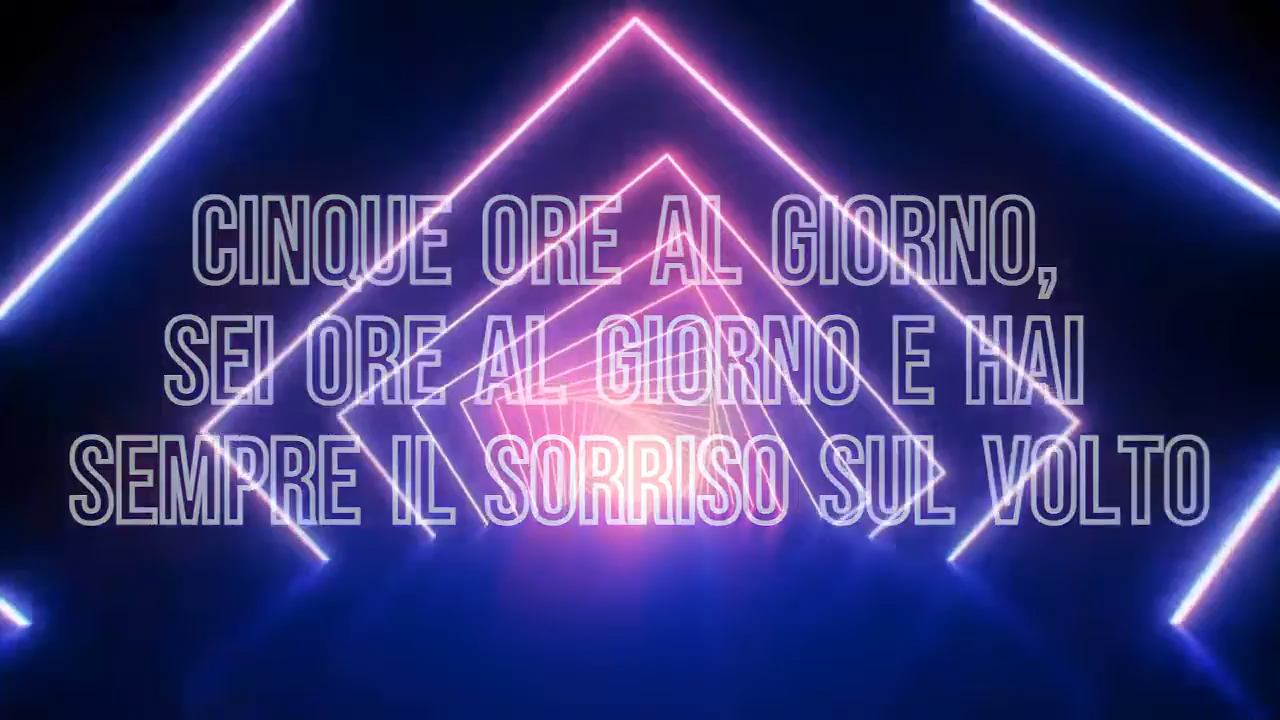 CINQUE ORE AL GIORNO,
SEI ORE AL GIORNO E HAI
SEMPRE IL SORRISO SUL VOLTO